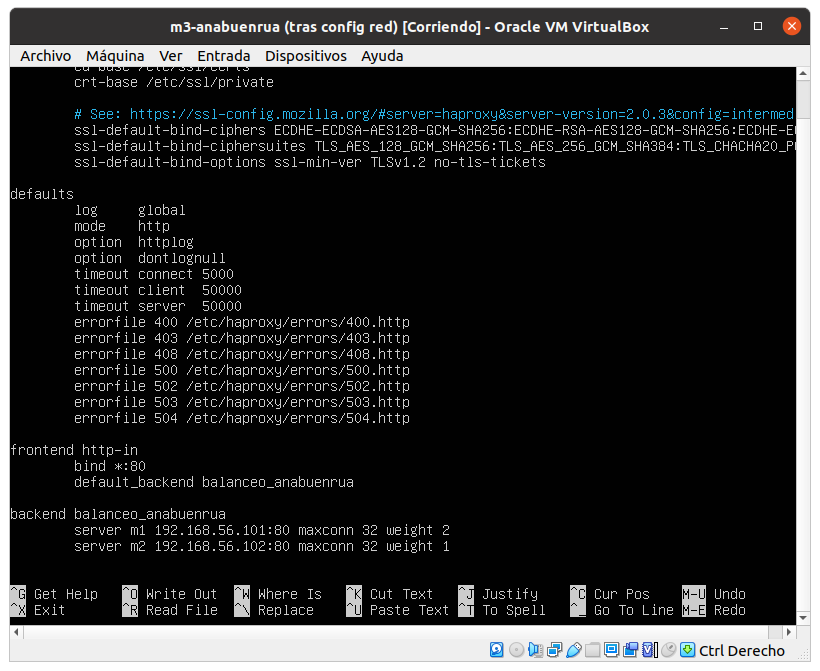 m3-anabuenrua (tras config red) [Corriendo] - Oracle VM VirtualBox
Archivo Máquina Ver Entrada Dispositivos Ayuda
/etc/ssl/certs
crt-base /etc/ssl/private
# See: https://ssl-config.mozilla.org/#server=haproxy&server-version=2.0.3&config=intermed
ssl-default-bind-ciphers ECDHE-ECDSA-AES128-GCM-SHA256:ECDHE-RSA-AES128-GCM-SHA256:ECDHE-E
ssl-default-bind-ciphersuites TLS_AES_128_GCM_SHA256:TLS_AES_256_GCM_SHA384:TLS_CHACHA20_P
ssl-default-bind-options ssl-min-ver TLSv1.2 no-tls-tickets
defaults
log global
mode http
option httplog
option dontlognull
timeout connect 5000
timeout client 50000
timeout server 50000
errorfile 400 /etc/haproxy/errors/400.http
errorfile 403 /etc/haproxy/errors/403.http
errorfile 408 /etc/haproxy/errors/408.http
errorfile 500 /etc/haproxy/errors/500.http
errorfile 502 /etc/haproxy/errors/502.http
errorfile 503 /etc/haproxy/errors/503.http
errorfile 504 /etc/haproxy/errors/504.http
frontend http-in
bind *:80
default_backend balanceo_anabuenrua
backend balanceo_anabuenrua
server m1 192.168.56.101:80 maxconn 32 weight 2
server m2 192.168.56.102:80 maxconn 32 weight 1
^G Get Help ^O Write Out ^W Where Is ^K Cut Text ^J Justify ^C Cur Pos M-U Undo
^X Exit ^R Read File ^\ Replace ^U Paste Text ^T To Spell ^_ Go To Line M-E Redo
Ctrl Derecho